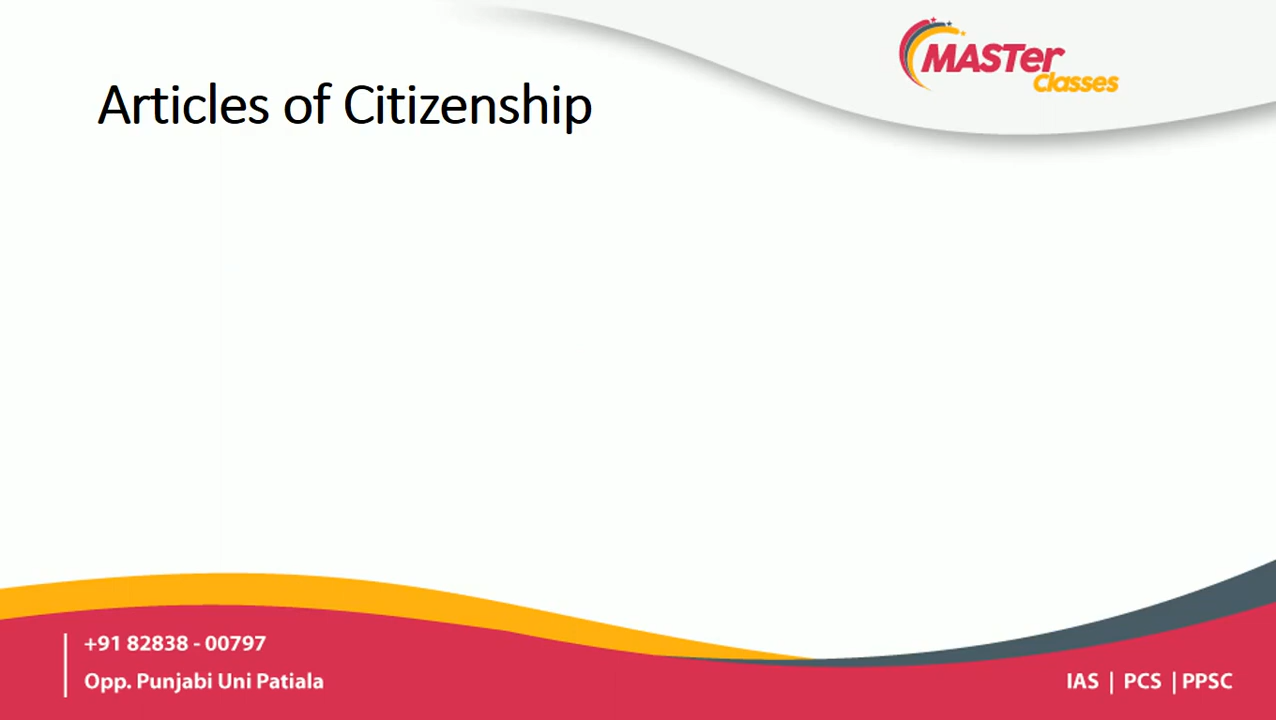 MASTer
Classes
Articles of Citizenship
+91 82838 - 00797
Opp. Punjabi Uni Patiala
IAS | PCS | PPSC